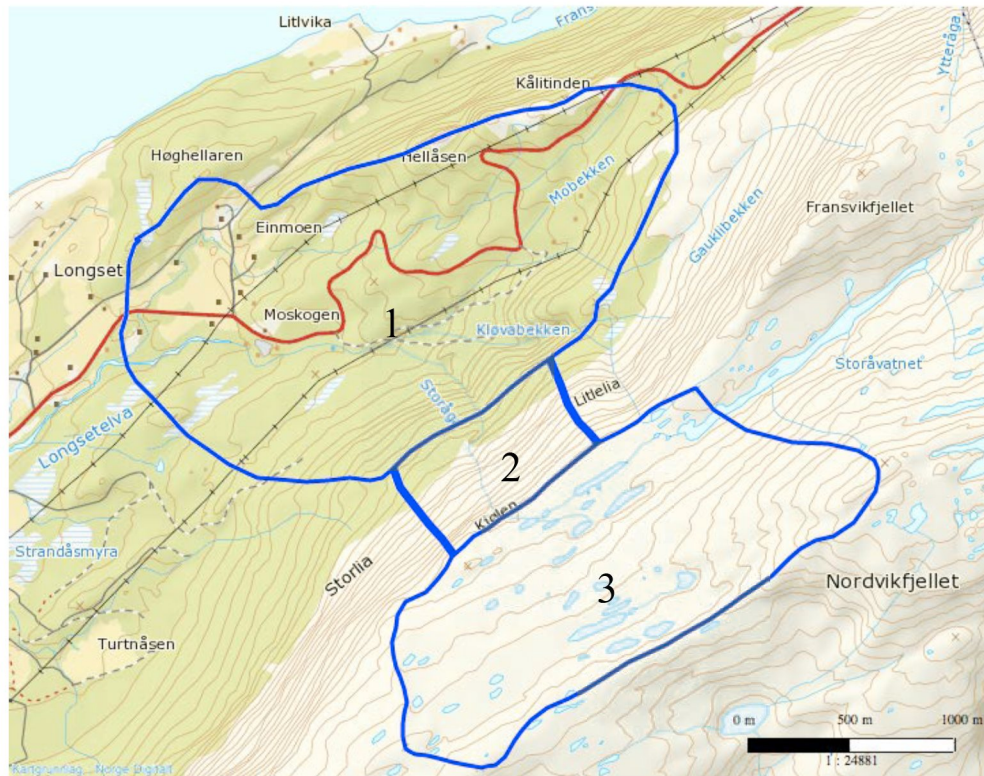 Litlvika
Frans
Ytteråga
Kålitinden
Høghellaren
Hellåsen
Mobekken
Fransvikfjellet
Einmoen
Gauklibekken
Longset
Moskogen
1
Kløvabekken
Storåvatnet
Litlelia
Storåga
Longsetelva
2
Kjølen
Strandåsmyra
Storlia
3
Nordvikfjellet
Turtnåsen
0 m 500 m 1000 m
1 : 24881
Kartgrunnlag: Norge Digitalt